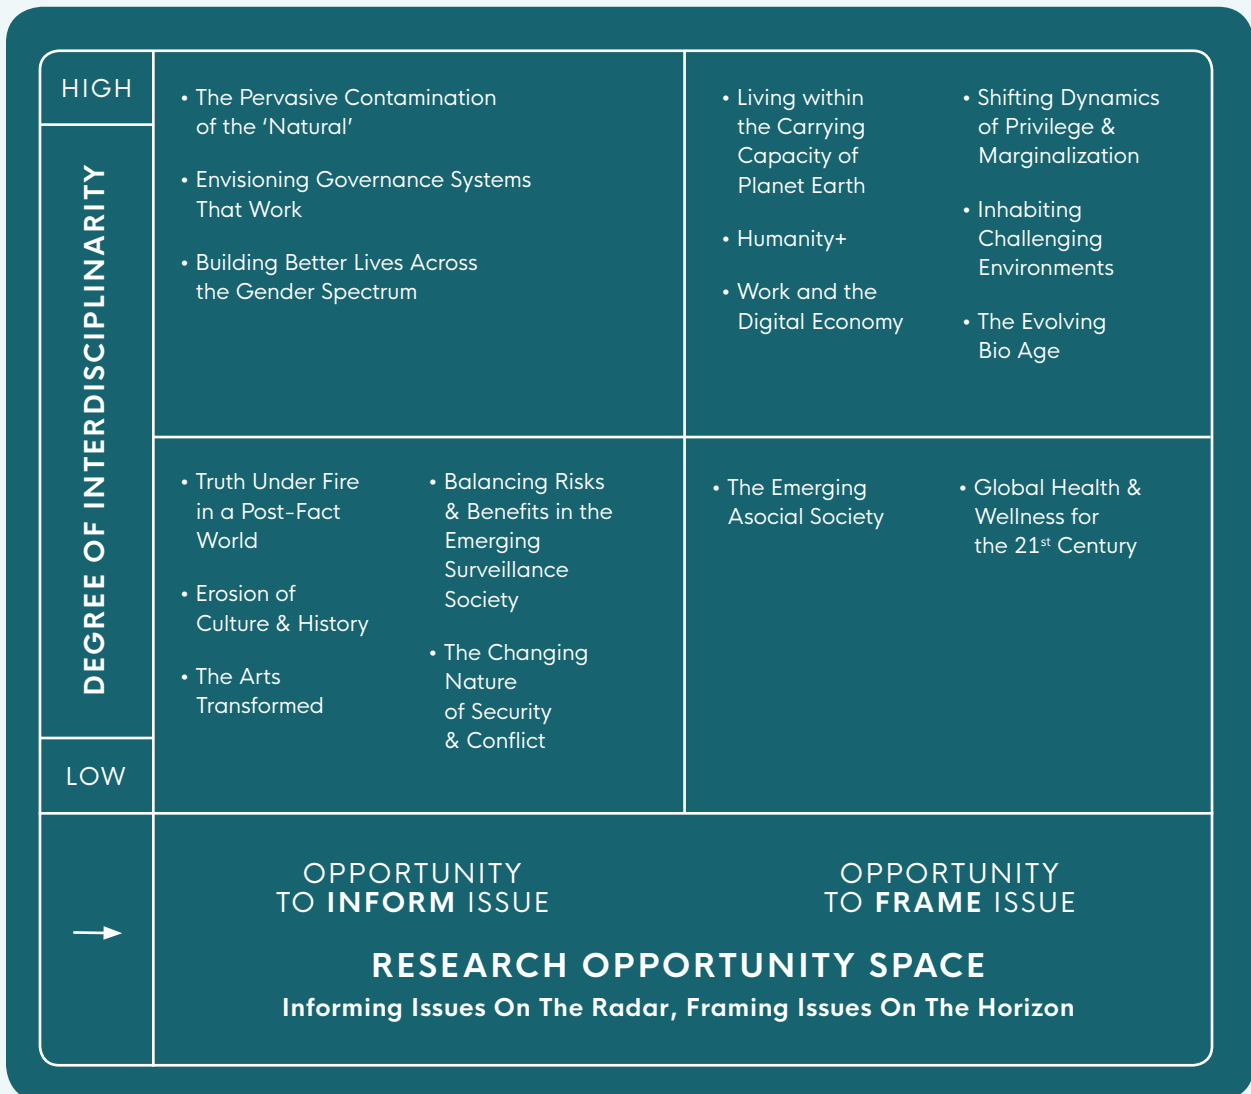 HIGH
DEGREE OF INTERDISCIPLINARITY
LOW
• The Pervasive Contamination
of the ‘Natural’
• Envisioning Governance Systems
That Work
• Building Better Lives Across
the Gender Spectrum
• Living within
the Carrying
Capacity of
Planet Earth
• Humanity+
• Work and the
Digital Economy
• Shifting Dynamics
of Privilege &
Marginalization
• Inhabiting
Challenging
Environments
• The Evolving
Bio Age
• Truth Under Fire
in a Post-Fact
World
• Erosion of
Culture & History
• The Arts
Transformed
• Balancing Risks
& Benefits in the
Emerging
Surveillance
Society
• The Changing
Nature
of Security
& Conflict
• The Emerging
Asocial Society
• Global Health &
Wellness for
the 21st Century
OPPORTUNITY
TO INFORM ISSUE
OPPORTUNITY
TO FRAME ISSUE
RESEARCH OPPORTUNITY SPACE
Informing Issues On The Radar, Framing Issues On The Horizon